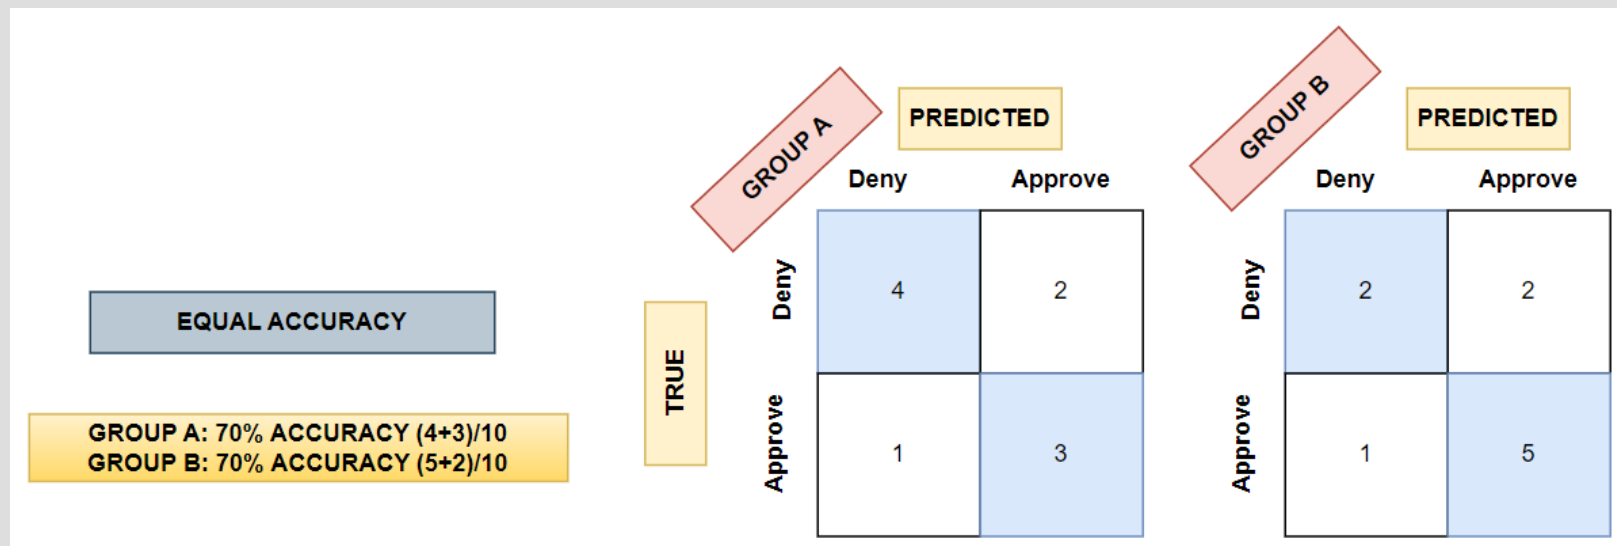 EQUAL ACCURACY
GROUP A: 70% ACCURACY (4+3)/10
GROUP B: 70% ACCURACY (5+2)/10
GROUP A
PREDICTED
Deny Approve
TRUE
Deny
4 2
Approve
1 3
GROUP B
PREDICTED
Deny Approve
Deny
2 2
Approve
1 5